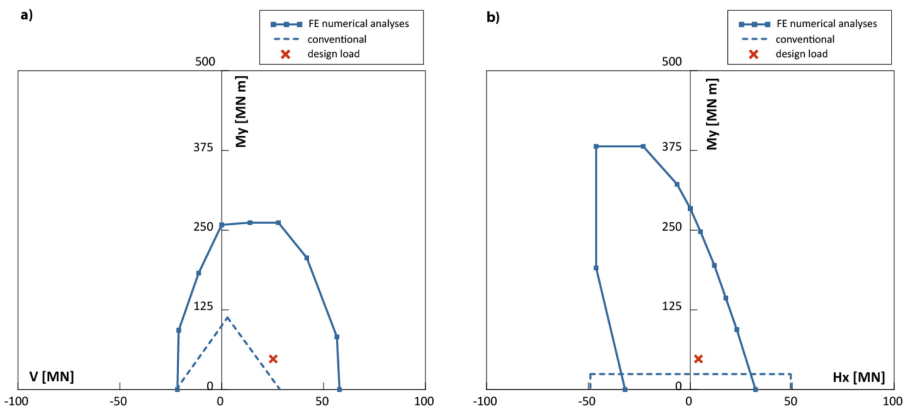 a)
FE numerical analyses
conventional
design load
500
My [MN m]
375
250
125
0
V [MN]
-100
-50
0
50
100
b)
FE numerical analyses
conventional
design load
500
My [MN m]
375
250
125
0
Hx [MN]
-100
-50
0
50
100